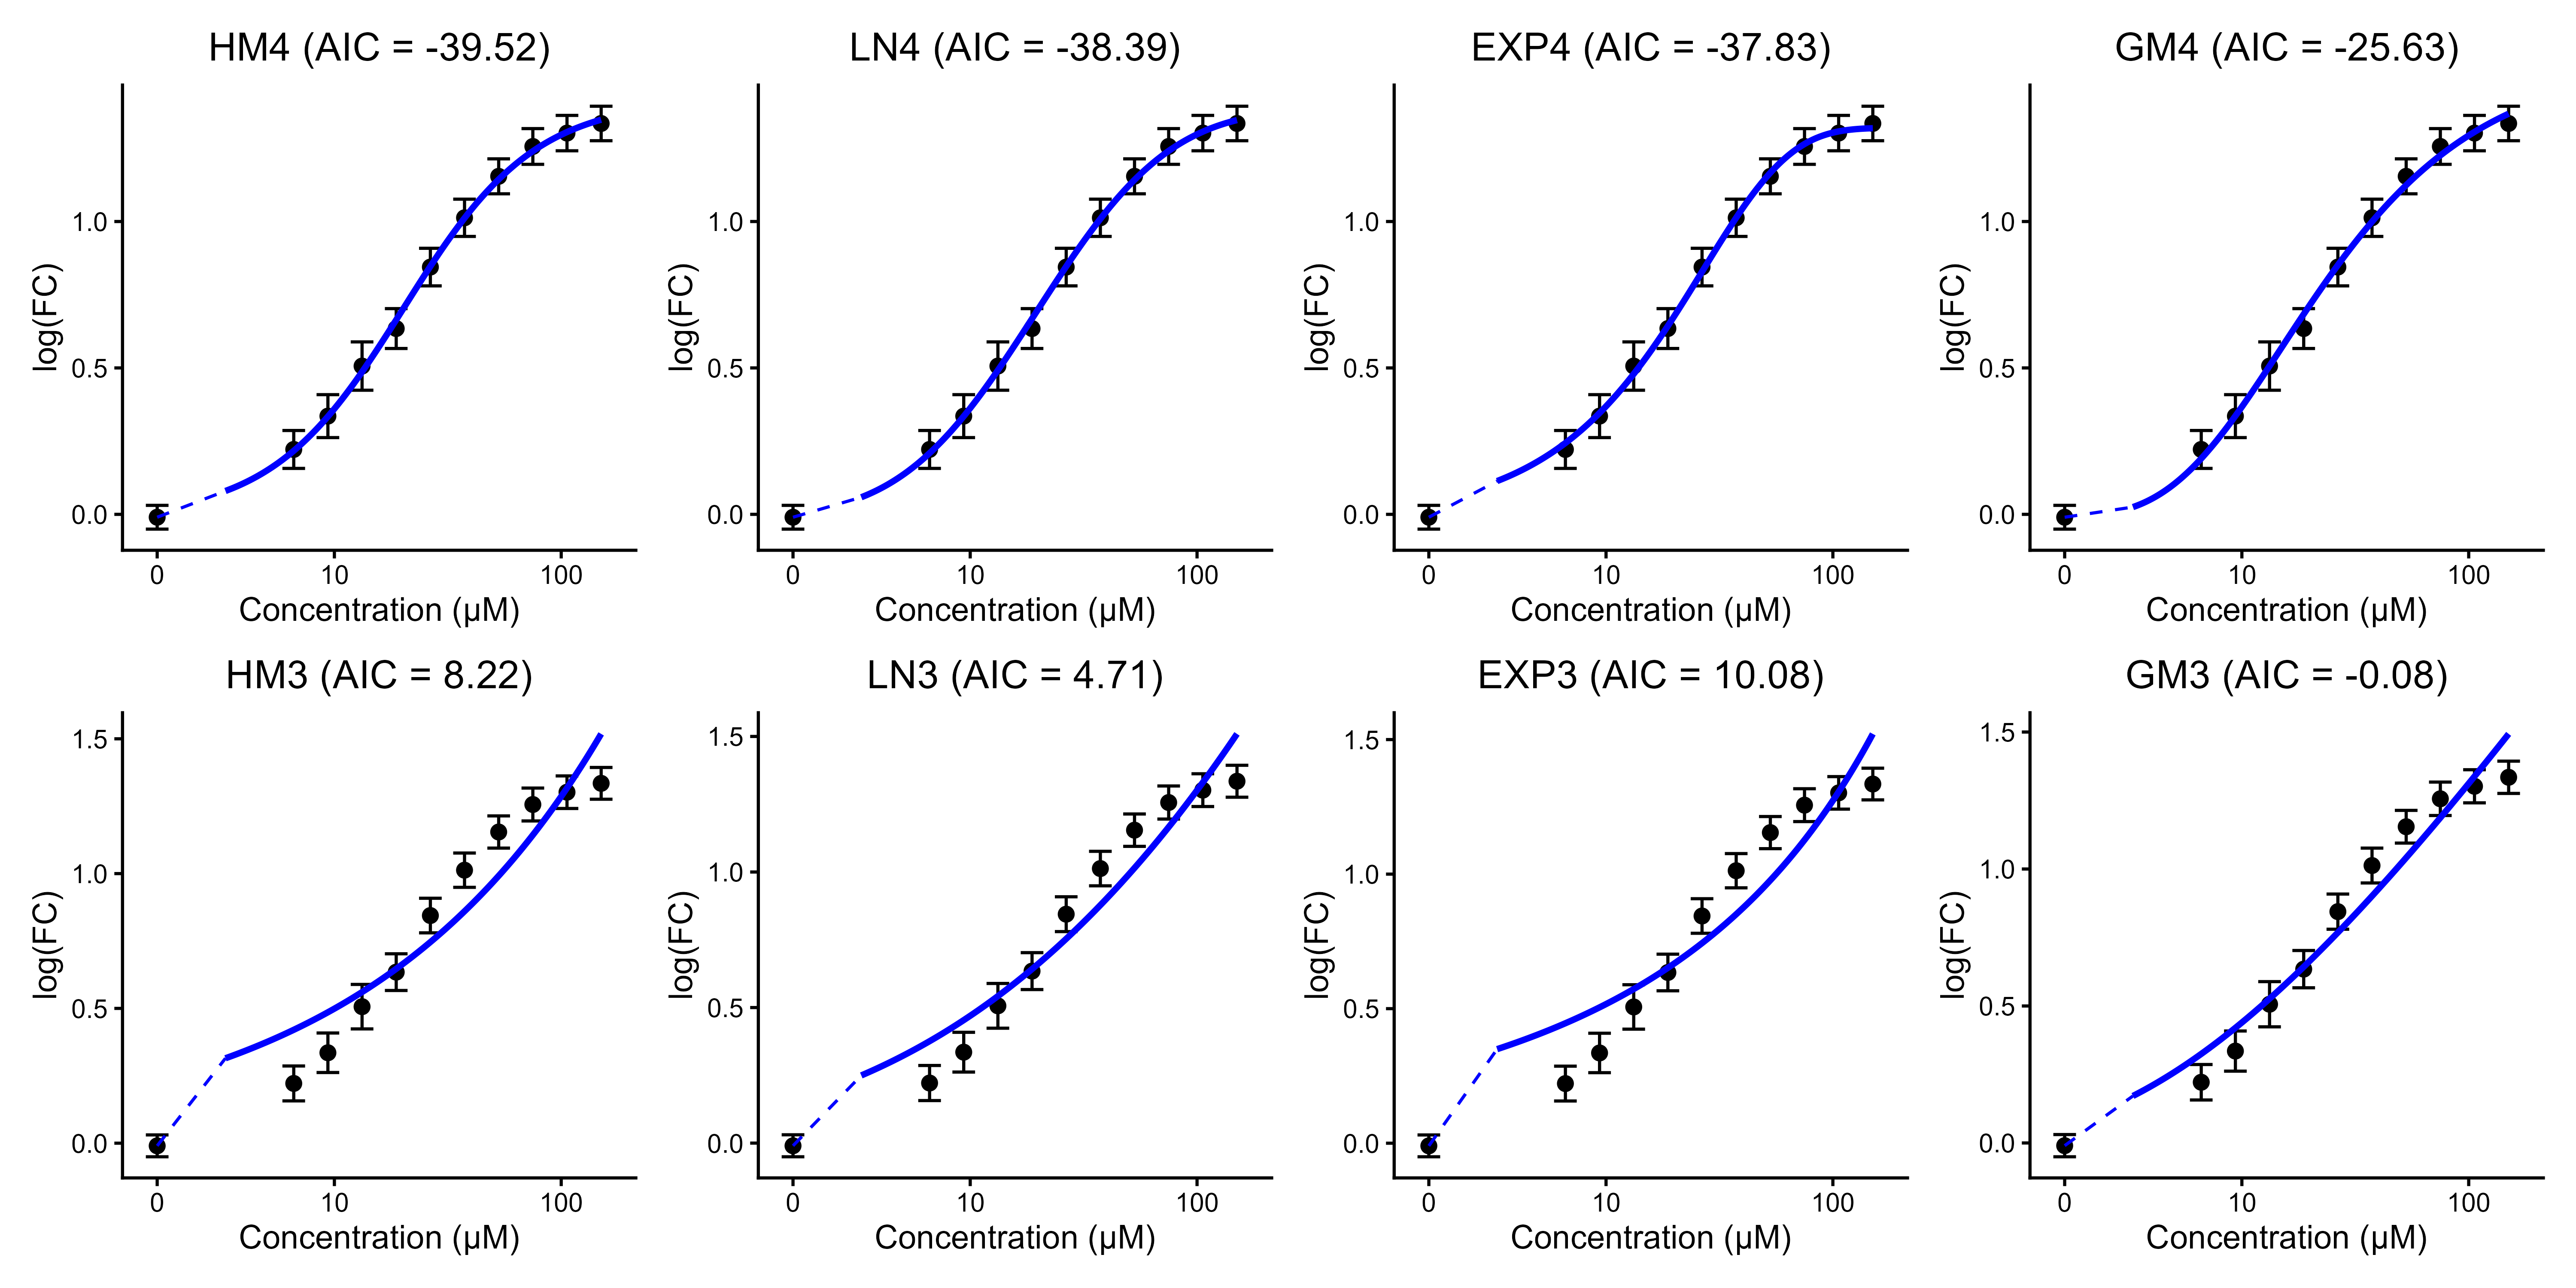 HM4 (AIC = -39.52)
log(FC)
1.0
0.5
0.0
0 10 100
Concentration (µM)
LN4 (AIC = -38.39)
log(FC)
1.0
0.5
0.0
0 10 100
Concentration (µM)
EXP4 (AIC = -37.83)
log(FC)
1.0
0.5
0.0
0 10 100
Concentration (µM)
GM4 (AIC = -25.63)
log(FC)
1.0
0.5
0.0
0 10 100
Concentration (µM)
HM3 (AIC = 8.22)
log(FC)
1.5
1.0
0.5
0.0
0 10 100
Concentration (µM)
LN3 (AIC = 4.71)
log(FC)
1.5
1.0
0.5
0.0
0 10 100
Concentration (µM)
EXP3 (AIC = 10.08)
log(FC)
1.5
1.0
0.5
0.0
0 10 100
Concentration (µM)
GM3 (AIC = -0.08)
log(FC)
1.5
1.0
0.5
0.0
0 10 100
Concentration (µM)